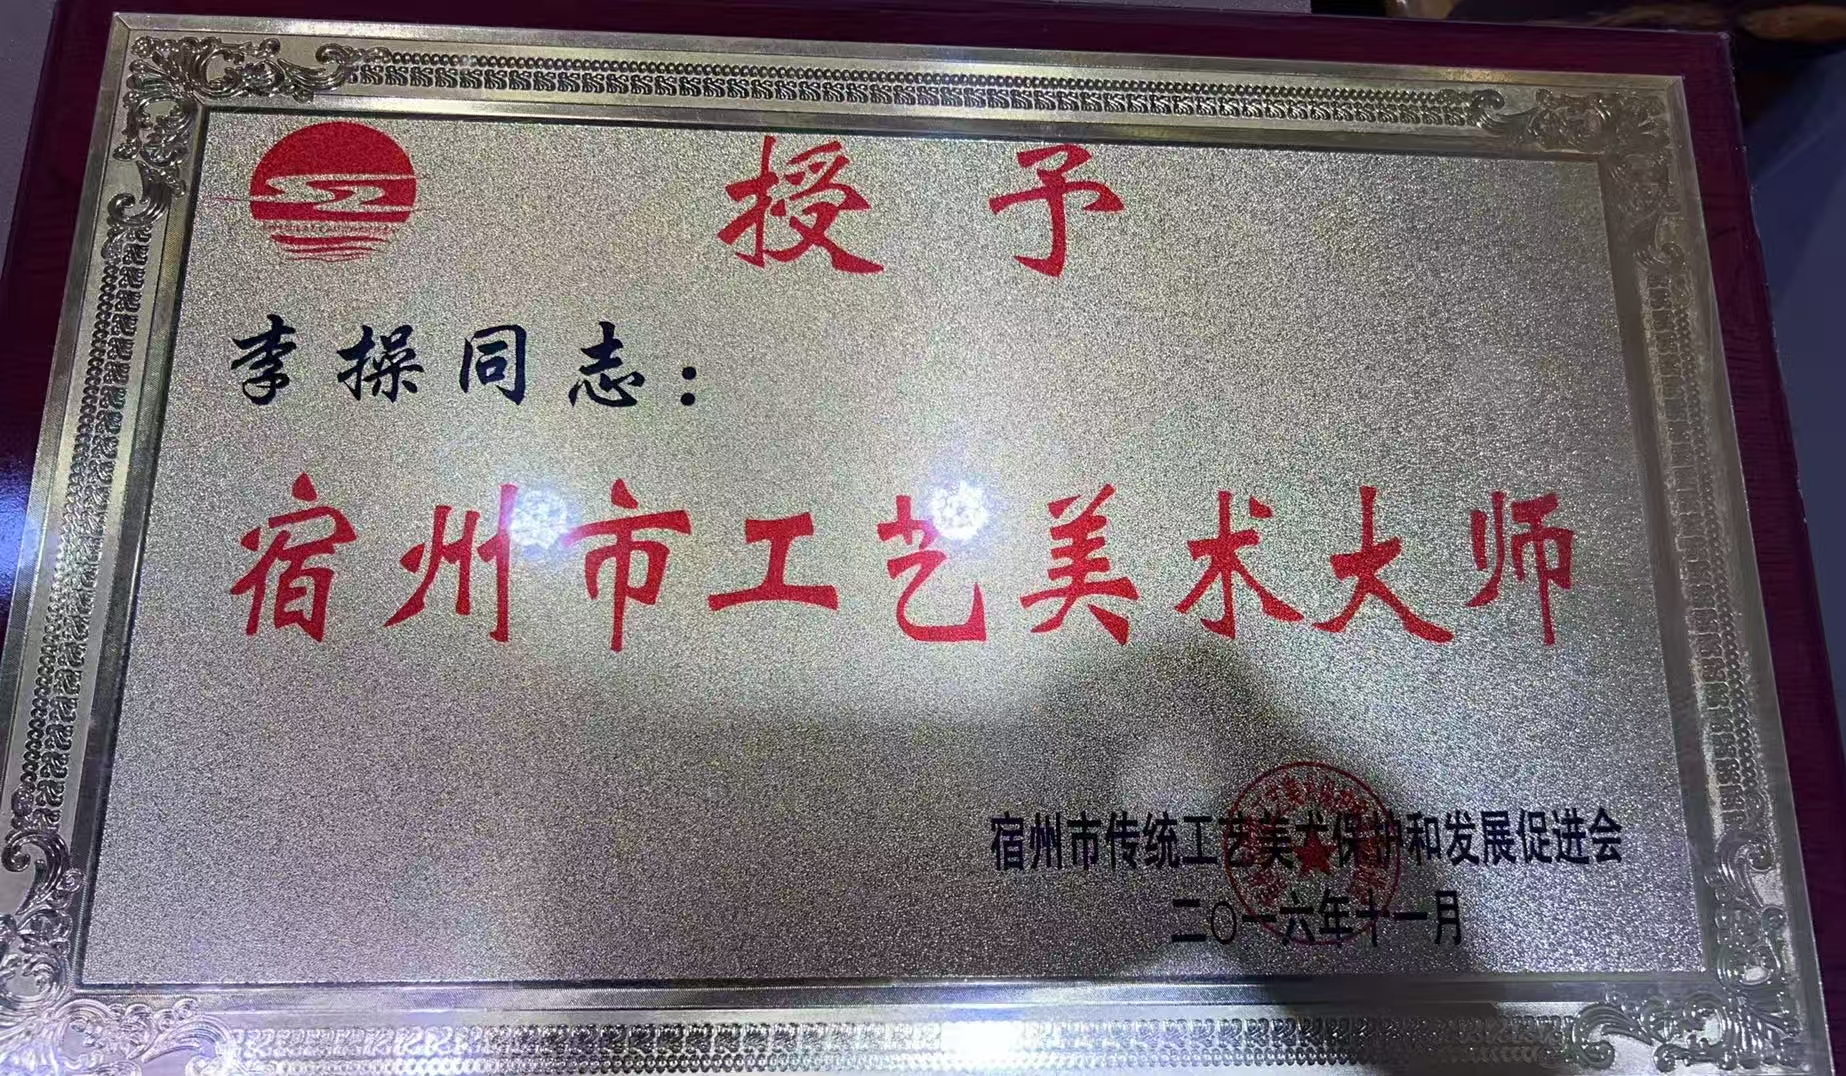 授予
李操同志：
宿州市工艺美术大师
宿州市传统工艺美术保护和发展促进会
二〇一六年十一月